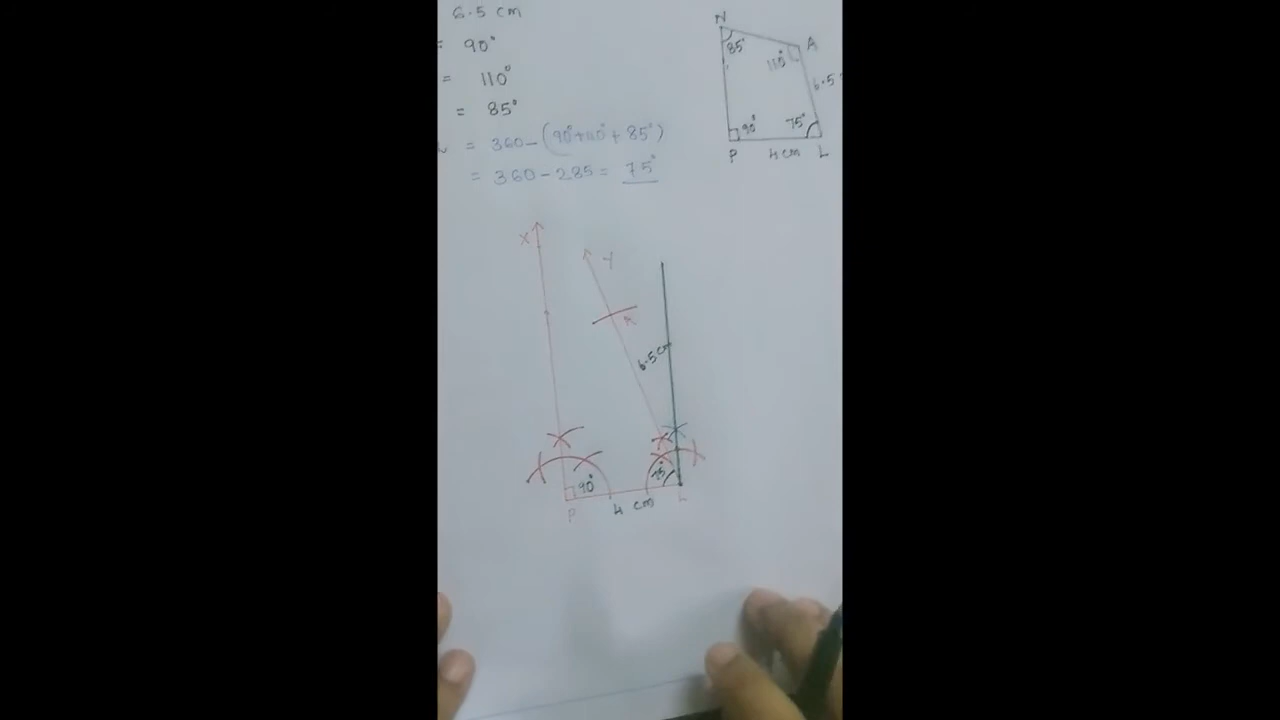 6.5 cm
= 90°
= 110°
= 85°
= 360 - (90° + 110° + 85°)
= 360 - 285 = 75°
N
85°
A
110°
6.5
90°
75°
P
4 cm
L
X
Y
A
6.5 cm
90°
75°
P
4 cm
L